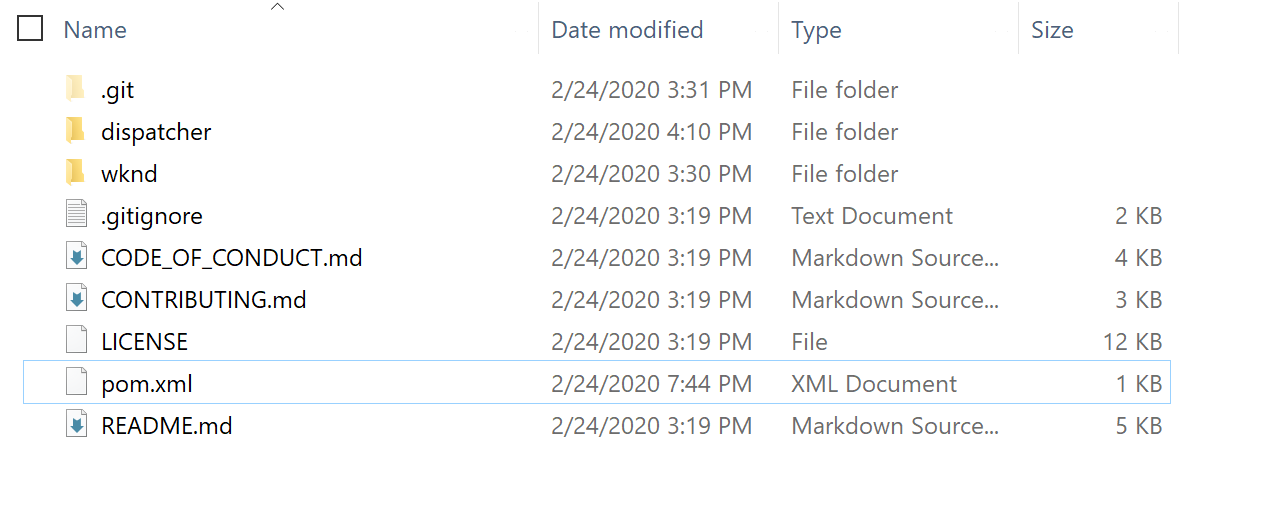 Name Date modified Type Size
.git 2/24/2020 3:31 PM File folder
dispatcher 2/24/2020 4:10 PM File folder
wknd 2/24/2020 3:30 PM File folder
.gitignore 2/24/2020 3:19 PM Text Document 2 KB
CODE_OF_CONDUCT.md 2/24/2020 3:19 PM Markdown Source... 4 KB
CONTRIBUTING.md 2/24/2020 3:19 PM Markdown Source... 3 KB
LICENSE 2/24/2020 3:19 PM File 12 KB
pom.xml 2/24/2020 7:44 PM XML Document 1 KB
README.md 2/24/2020 3:19 PM Markdown Source... 5 KB